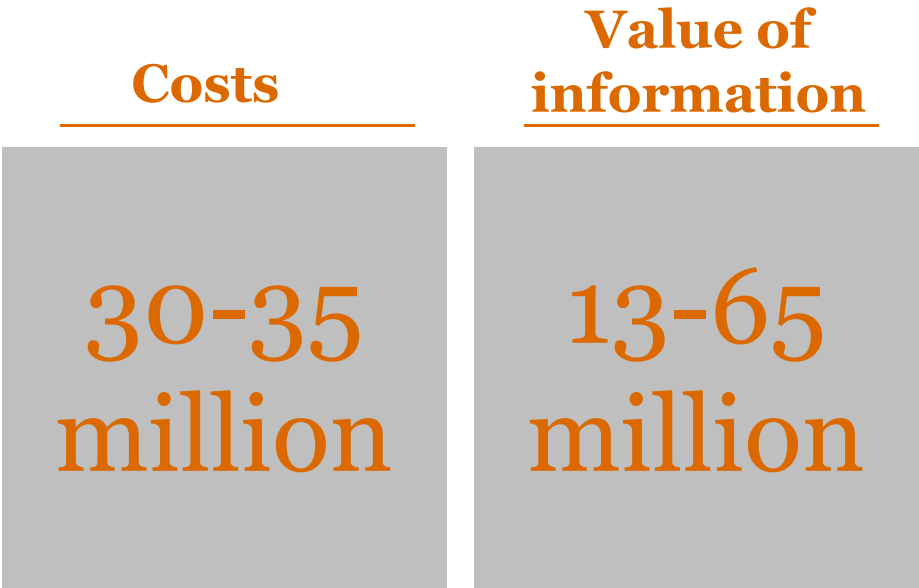 Costs
30-35
million
Value of
information
13-65
million